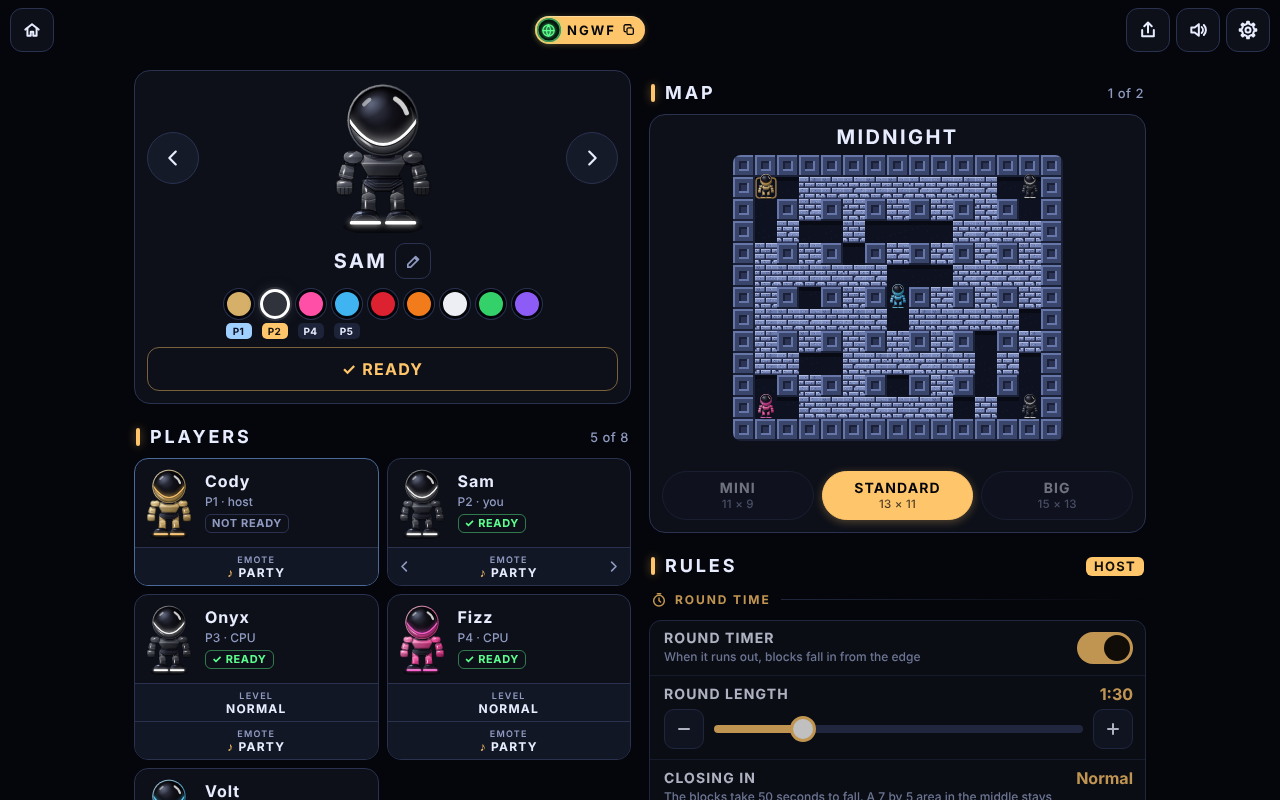 NGWF
SAM
P1 P2 P4 P5
✓ READY
PLAYERS
5 of 8
Cody
P1 · host
NOT READY
EMOTE
♪ PARTY
Sam
P2 · you
✓ READY
EMOTE
♪ PARTY
Onyx
P3 · CPU
✓ READY
LEVEL
NORMAL
EMOTE
♪ PARTY
Fizz
P4 · CPU
✓ READY
LEVEL
NORMAL
EMOTE
♪ PARTY
Volt
MAP
1 of 2
MIDNIGHT
MINI
11 × 9
STANDARD
13 × 11
BIG
15 × 13
RULES
HOST
ROUND TIME
ROUND TIMER
When it runs out, blocks fall in from the edge
ROUND LENGTH
1:30
CLOSING IN
Normal
The blocks take 50 seconds to fall. A 7 by 5 area in the middle stays